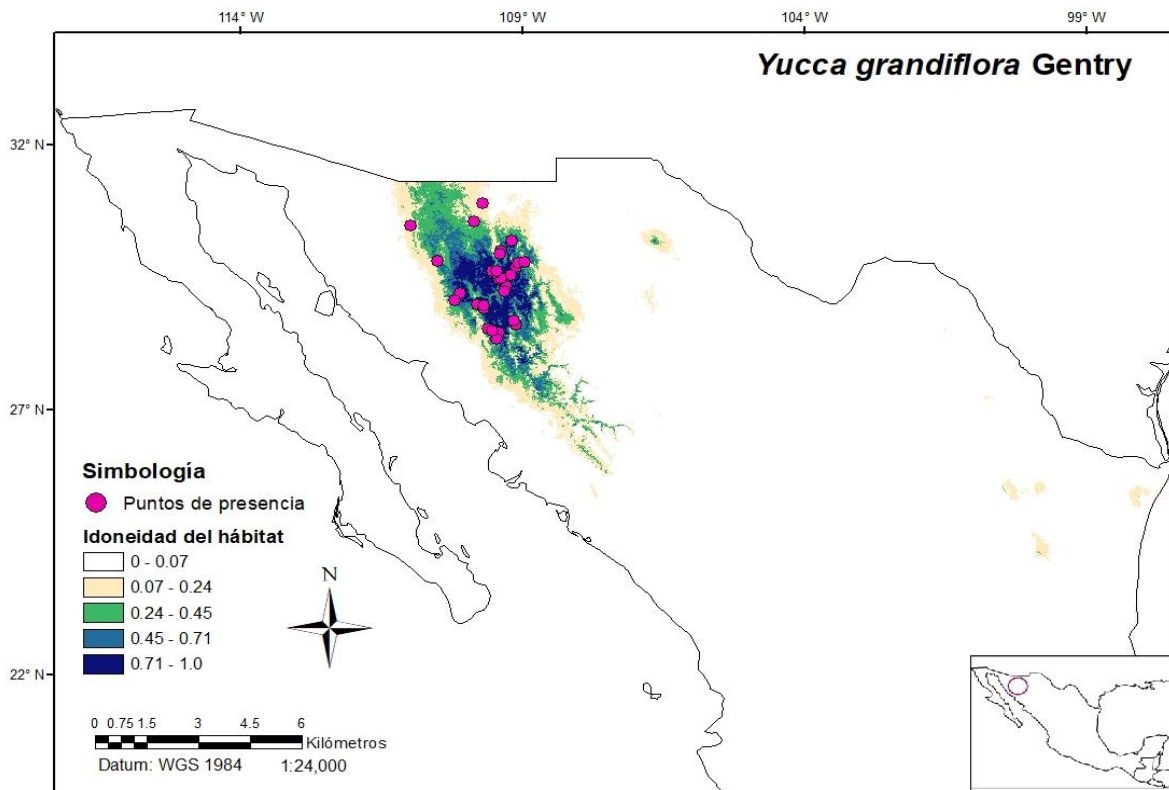 114° W 109° W 104° W 99° W
Yucca grandiflora Gentry
32° N
27° N
22° N
Simbología
Puntos de presencia
Idoneidad del hábitat
0 - 0.07
0.07 - 0.24
0.24 - 0.45
0.45 - 0.71
0.71 - 1.0
N
0 0.75 1.5 3 4.5 6
Kilómetros
Datum: WGS 1984 1:24,000